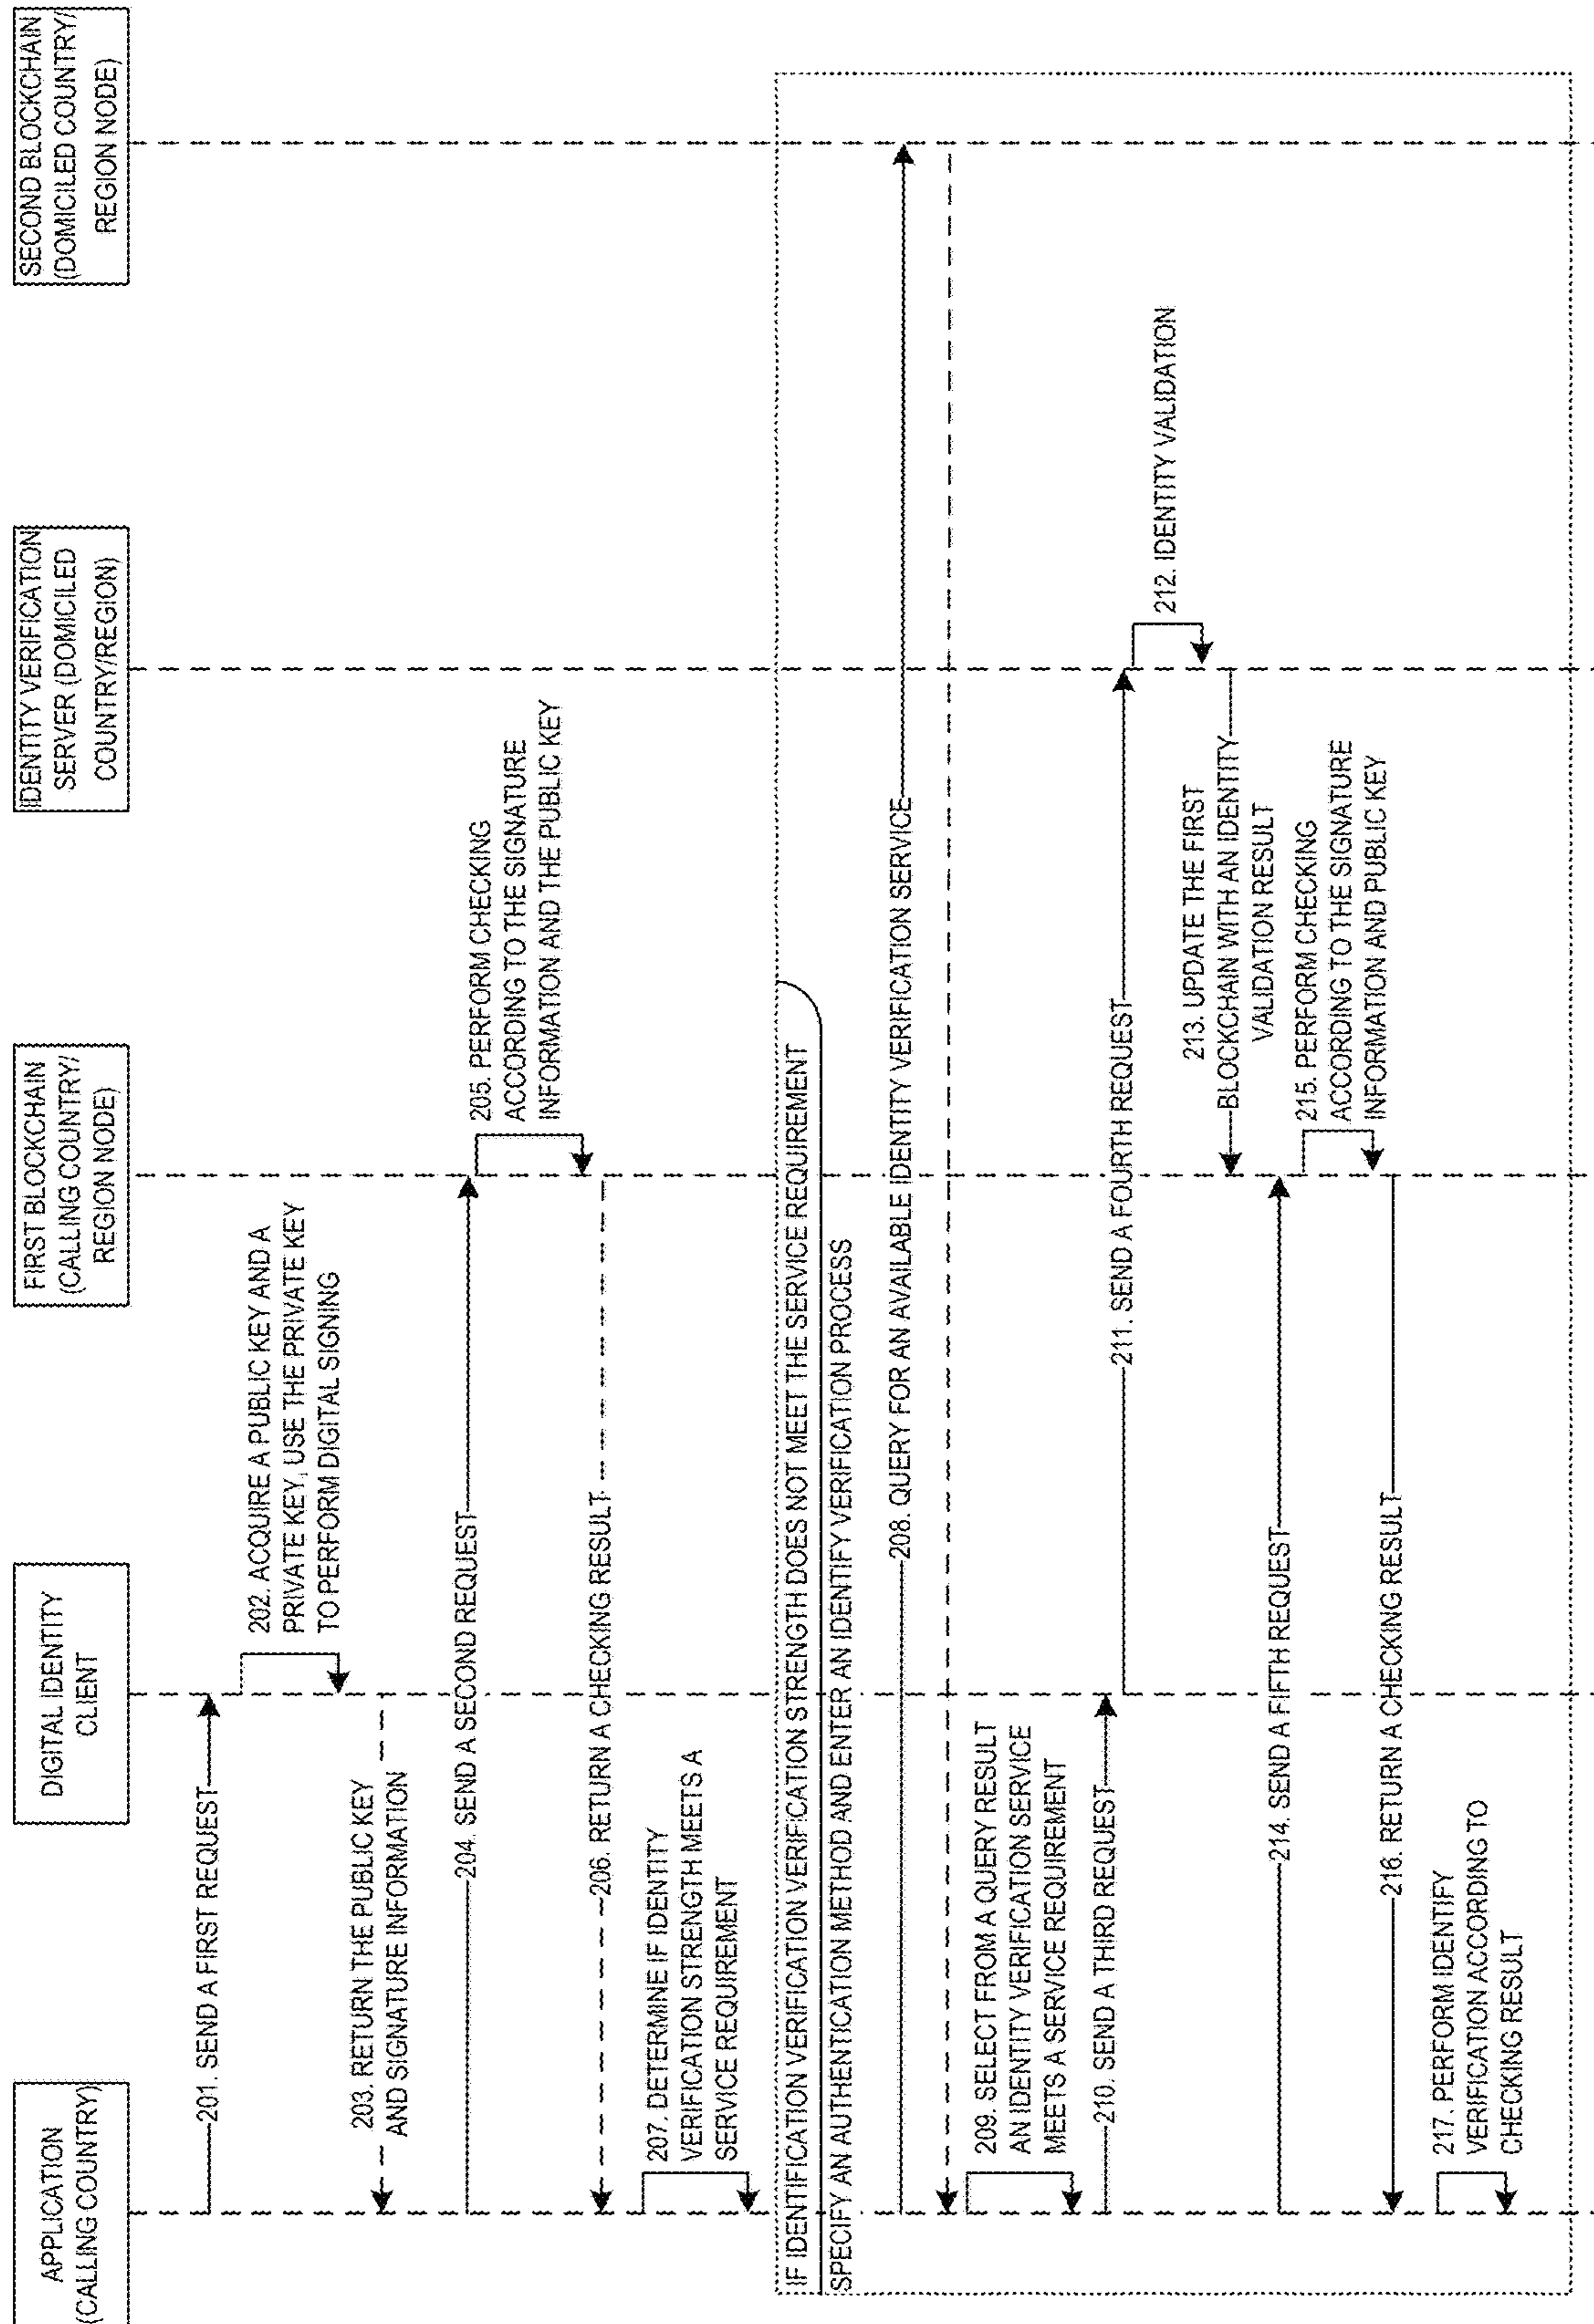 APPLICATION
(CALLING COUNTRY)
DIGITAL IDENTITY
CLIENT
FIRST BLOCKCHAIN
(CALLING COUNTRY/
REGION NODE)
IDENTITY VERIFICATION
SERVER (DOMICILED
COUNTRY/REGION)
SECOND BLOCKCHAIN
(DOMICILED COUNTRY/
REGION NODE)
201. SEND A FIRST REQUEST
202. ACQUIRE A PUBLIC KEY AND A
PRIVATE KEY, USE THE PRIVATE KEY
TO PERFORM DIGITAL SIGNING
203. RETURN THE PUBLIC KEY
AND SIGNATURE INFORMATION
204. SEND A SECOND REQUEST
205. PERFORM CHECKING
ACCORDING TO THE SIGNATURE
INFORMATION AND THE PUBLIC KEY
206. RETURN A CHECKING RESULT
207. DETERMINE IF IDENTITY
VERIFICATION STRENGTH MEETS A
SERVICE REQUIREMENT
IF IDENTIFICATION VERIFICATION STRENGTH DOES NOT MEET THE SERVICE REQUIREMENT
SPECIFY AN AUTHENTICATION METHOD AND ENTER AN IDENTIFY VERIFICATION PROCESS
208. QUERY FOR AN AVAILABLE IDENTITY VERIFICATION SERVICE
209. SELECT FROM A QUERY RESULT
AN IDENTITY VERIFICATION SERVICE
MEETS A SERVICE REQUIREMENT
210. SEND A THIRD REQUEST
211. SEND A FOURTH REQUEST
212. IDENTITY VALIDATION
213. UPDATE THE FIRST
BLOCKCHAIN WITH AN IDENTITY
VALIDATION RESULT
214. SEND A FIFTH REQUEST
215. PERFORM CHECKING
ACCORDING TO THE SIGNATURE
INFORMATION AND PUBLIC KEY
216. RETURN A CHECKING RESULT
217. PERFORM IDENTIFY
VERIFICATION ACCORDING TO
CHECKING RESULT